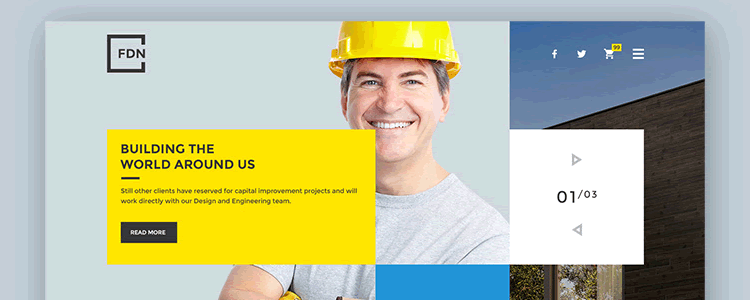 FDN
99
BUILDING THE
WORLD AROUND US
Still other clients have reserved for capital improvement projects and will
work directly with our Design and Engineering team.
READ MORE
01/03